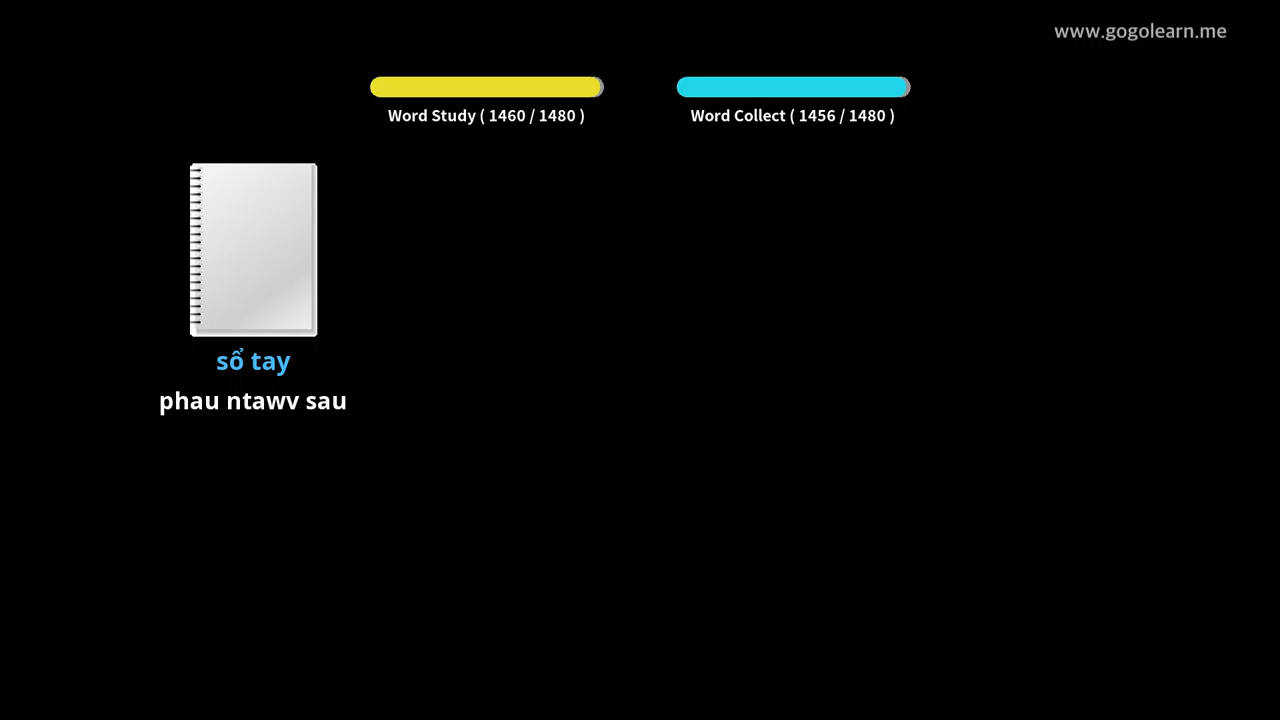 www.gogolearn.me
Word Study ( 1460 / 1480 )
Word Collect ( 1456 / 1480 )
sổ tay
phau ntawv sau